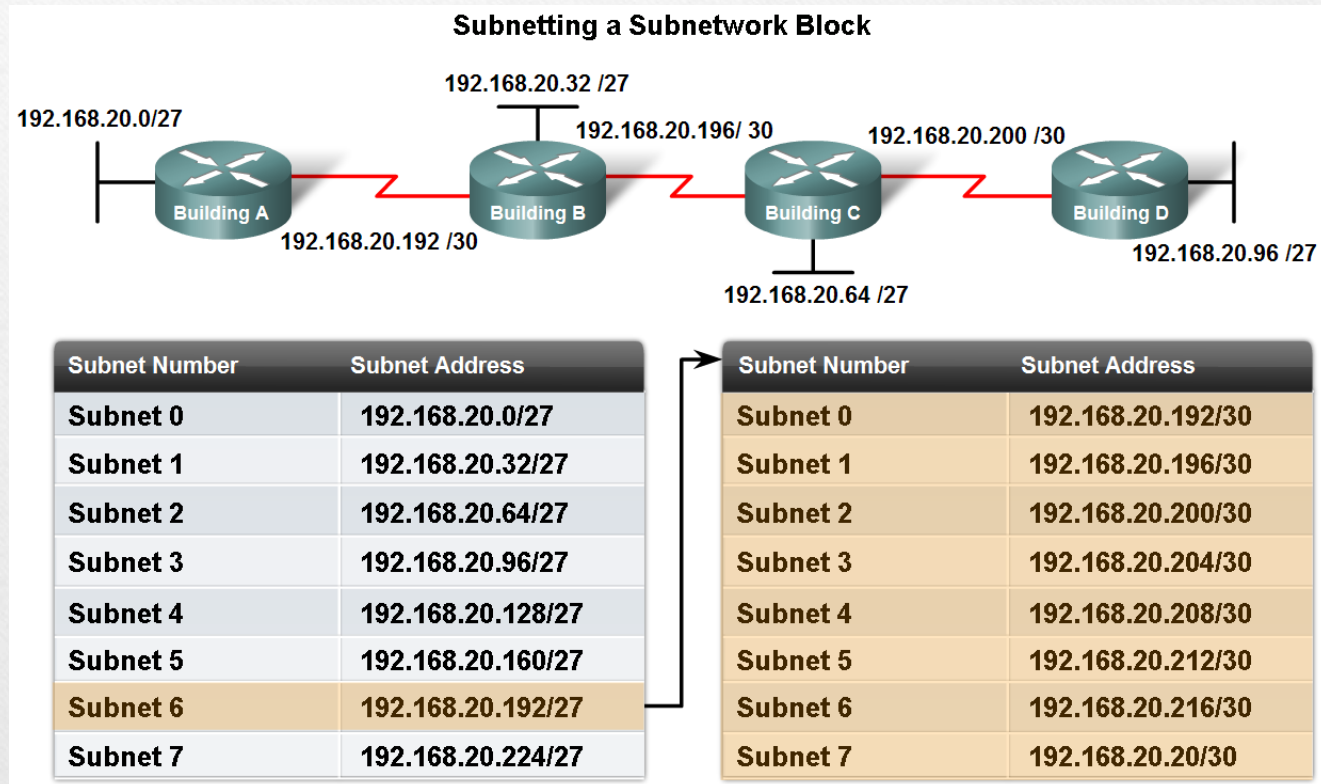 Subnetting a Subnetwork Block
192.168.20.32 /27
192.168.20.0/27
192.168.20.196/ 30
192.168.20.200 /30
Building A
Building B
Building C
Building D
192.168.20.192 /30
192.168.20.96 /27
192.168.20.64 /27
Subnet Number Subnet Address
Subnet 0 192.168.20.0/27
Subnet 1 192.168.20.32/27
Subnet 2 192.168.20.64/27
Subnet 3 192.168.20.96/27
Subnet 4 192.168.20.128/27
Subnet 5 192.168.20.160/27
Subnet 6 192.168.20.192/27
Subnet 7 192.168.20.224/27
Subnet Number Subnet Address
Subnet 0 192.168.20.192/30
Subnet 1 192.168.20.196/30
Subnet 2 192.168.20.200/30
Subnet 3 192.168.20.204/30
Subnet 4 192.168.20.208/30
Subnet 5 192.168.20.212/30
Subnet 6 192.168.20.216/30
Subnet 7 192.168.20.20/30